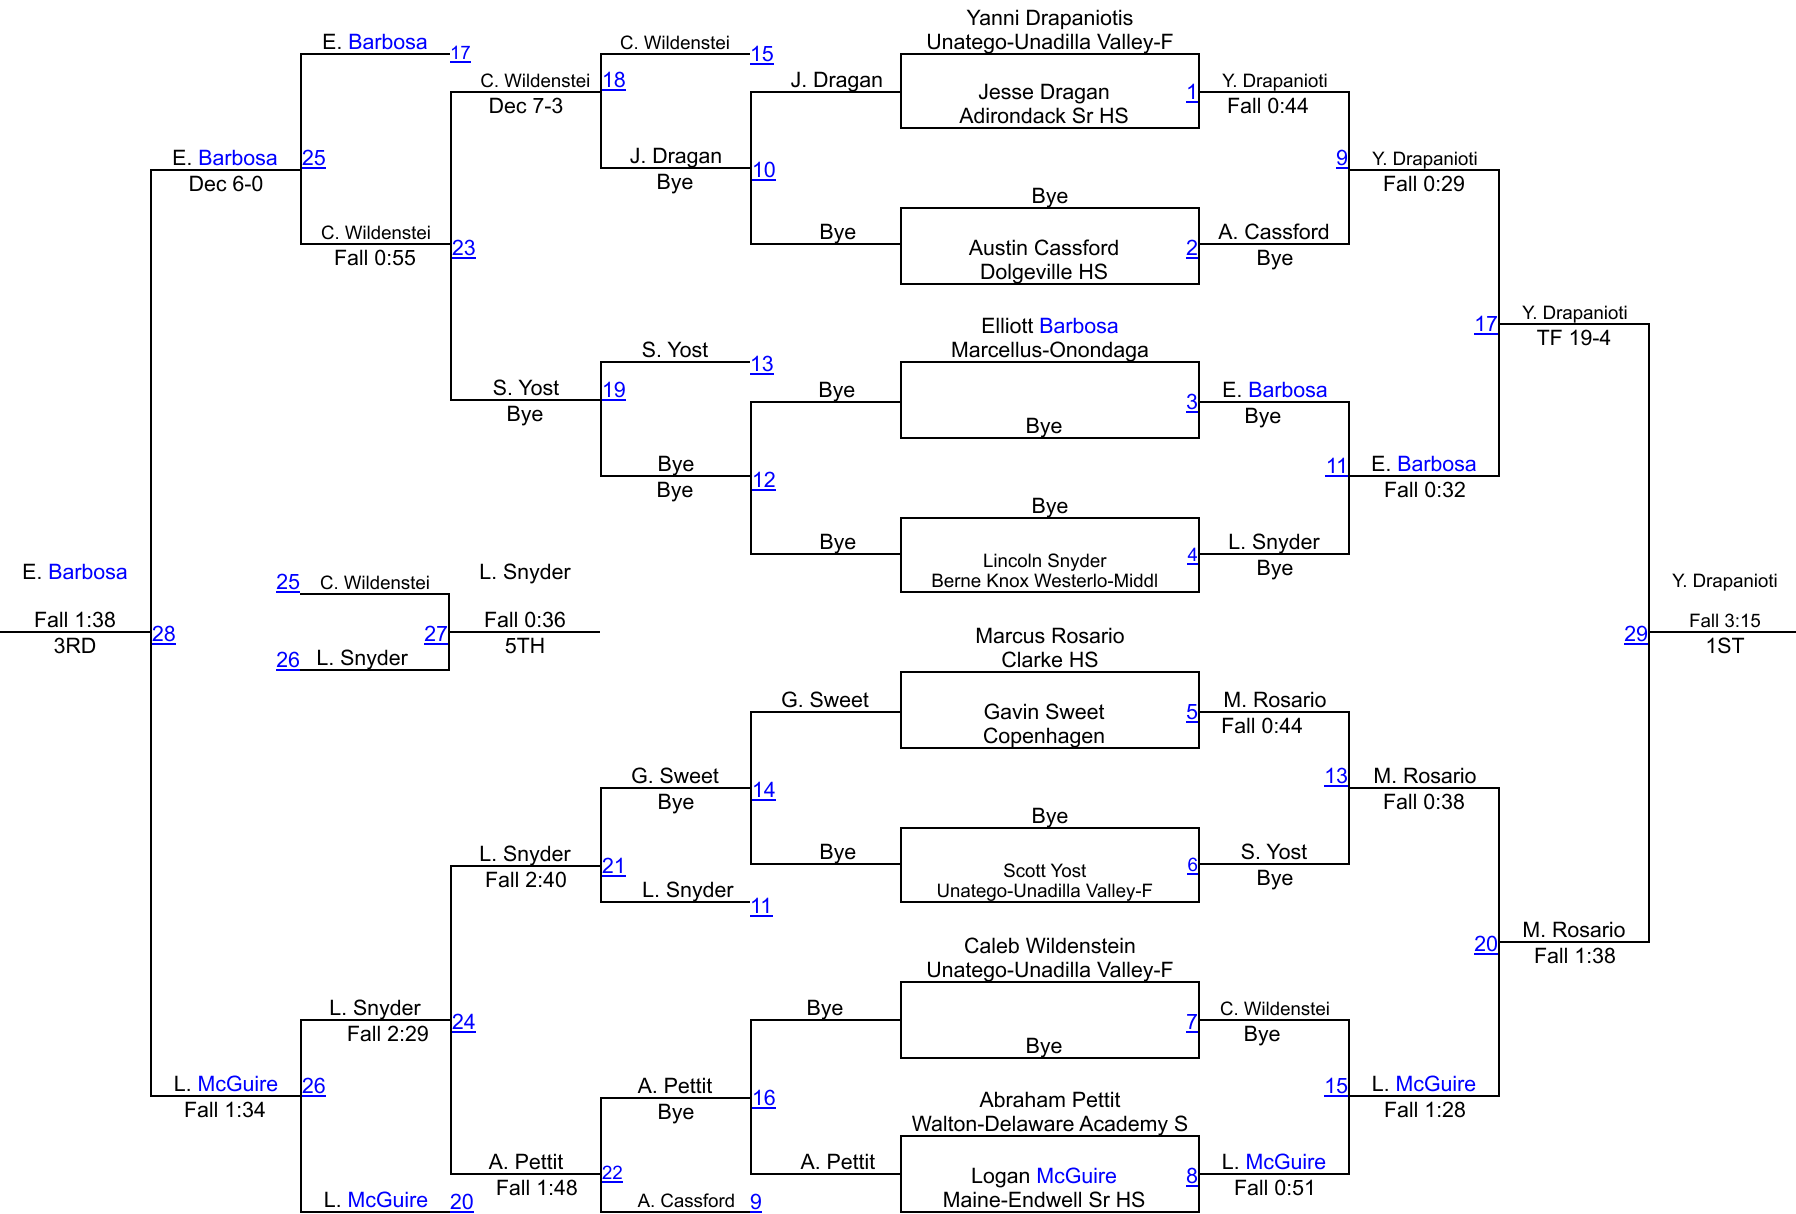 Yanni Drapaniotis
Unatego-Unadilla Valley-F
E. Barbosa
17
C. Wildenstei
15
C. Wildenstei
18
Dec 7-3
J. Dragan
Jesse Dragan
Adirondack Sr HS
1
Y. Drapanioti
Fall 0:44
E. Barbosa
25
Dec 6-0
J. Dragan
Bye
10
9
Y. Drapanioti
Fall 0:29
Bye
C. Wildenstei
Fall 0:55
23
Bye
Austin Cassford
Dolgeville HS
2
A. Cassford
Bye
Elliott Barbosa
Marcellus-Onondaga
17
Y. Drapanioti
TF 19-4
S. Yost
13
S. Yost
Bye
19
Bye
3
E. Barbosa
Bye
Bye
Bye
Bye
12
11
E. Barbosa
Fall 0:32
Bye
Bye
Lincoln Snyder
Berne Knox Westerlo-Middl
4
L. Snyder
Bye
E. Barbosa
Fall 1:38
3RD
28
25
C. Wildenstei
26
L. Snyder
27
L. Snyder
Fall 0:36
5TH
29
Y. Drapanioti
Fall 3:15
1ST
Marcus Rosario
Clarke HS
G. Sweet
Gavin Sweet
Copenhagen
5
M. Rosario
Fall 0:44
G. Sweet
Bye
14
13
M. Rosario
Fall 0:38
Bye
L. Snyder
Fall 2:40
21
Bye
Scott Yost
Unatego-Unadilla Valley-F
6
S. Yost
Bye
L. Snyder
11
Caleb Wildenstein
Unatego-Unadilla Valley-F
20
M. Rosario
Fall 1:38
L. Snyder
Fall 2:29
24
Bye
7
C. Wildenstei
Bye
Bye
L. McGuire
Fall 1:34
26
A. Pettit
Bye
16
15
L. McGuire
Fall 1:28
Abraham Pettit
Walton-Delaware Academy S
A. Pettit
Fall 1:48
22
A. Pettit
Logan McGuire
Maine-Endwell Sr HS
8
L. McGuire
Fall 0:51
L. McGuire
20
A. Cassford
9